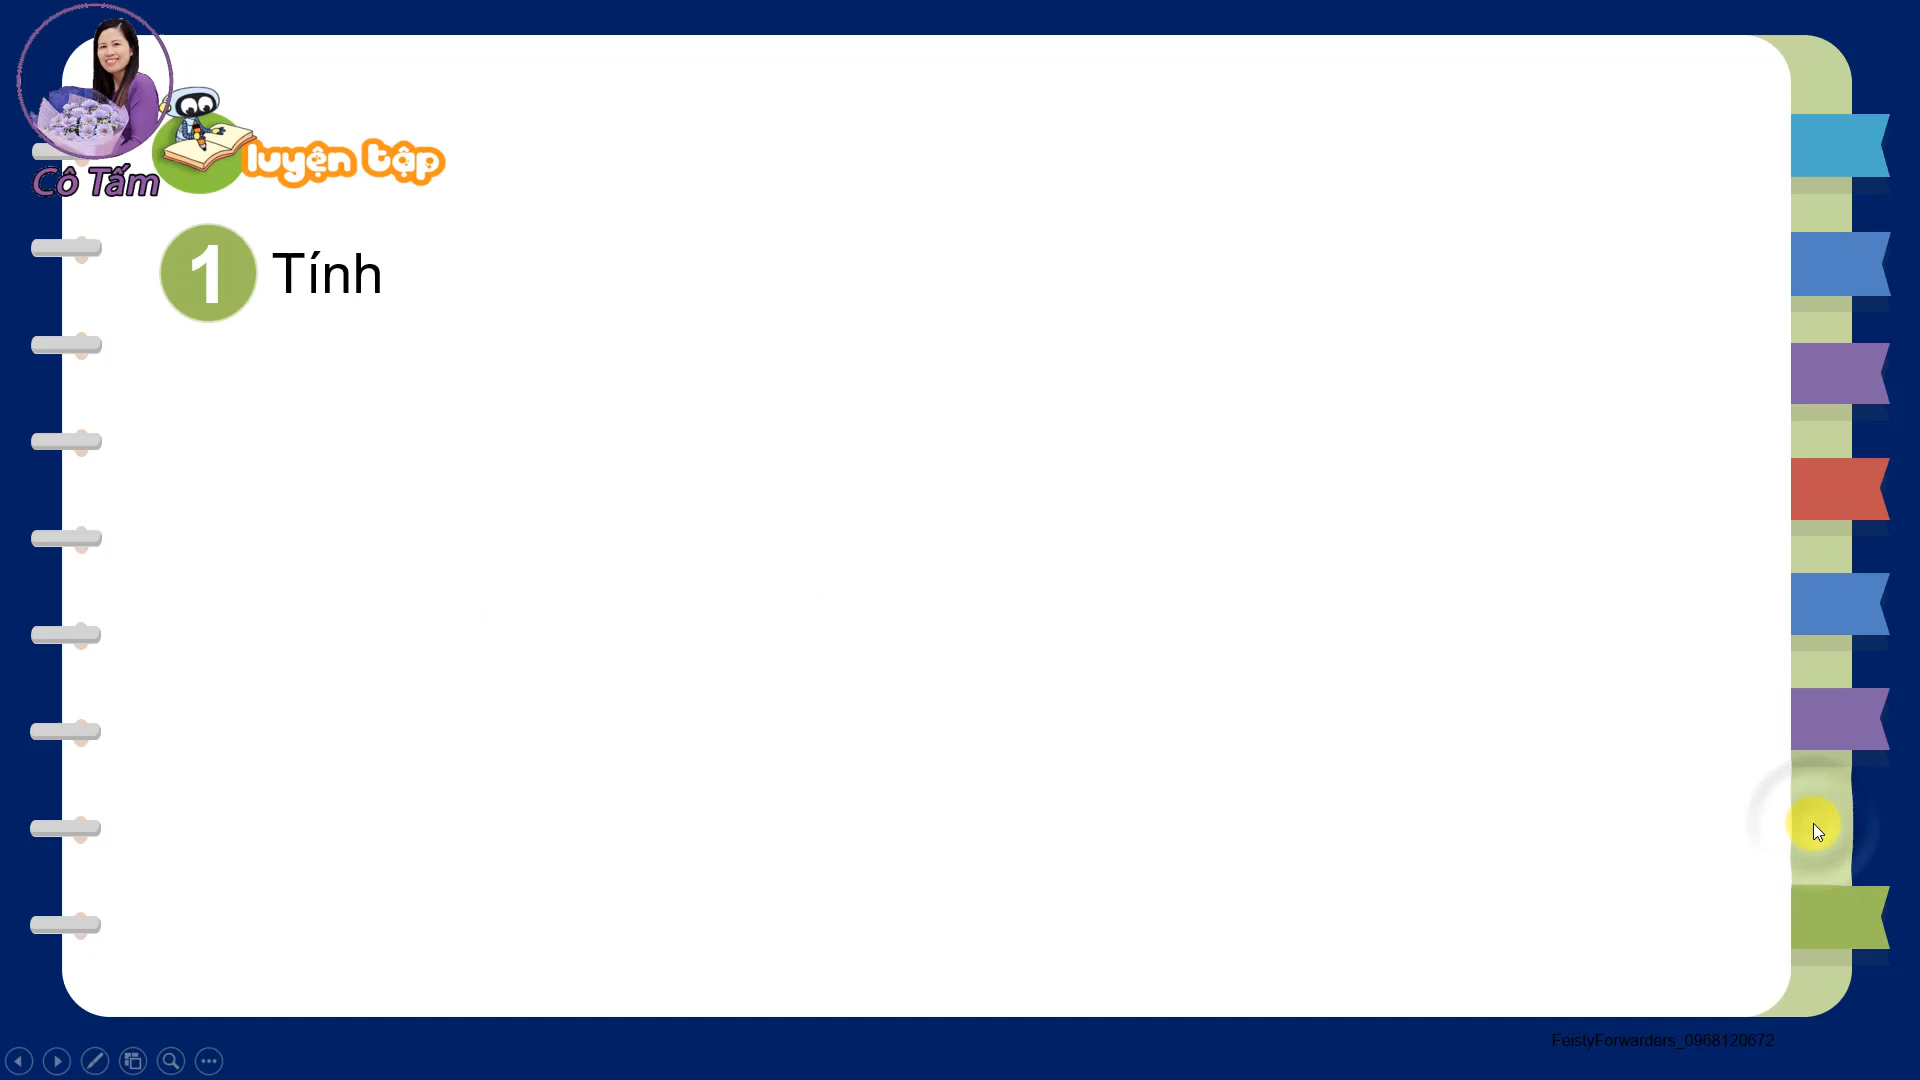 Cô Tấm
luyện tập
1 Tính
FeistyForwarders_0968120672